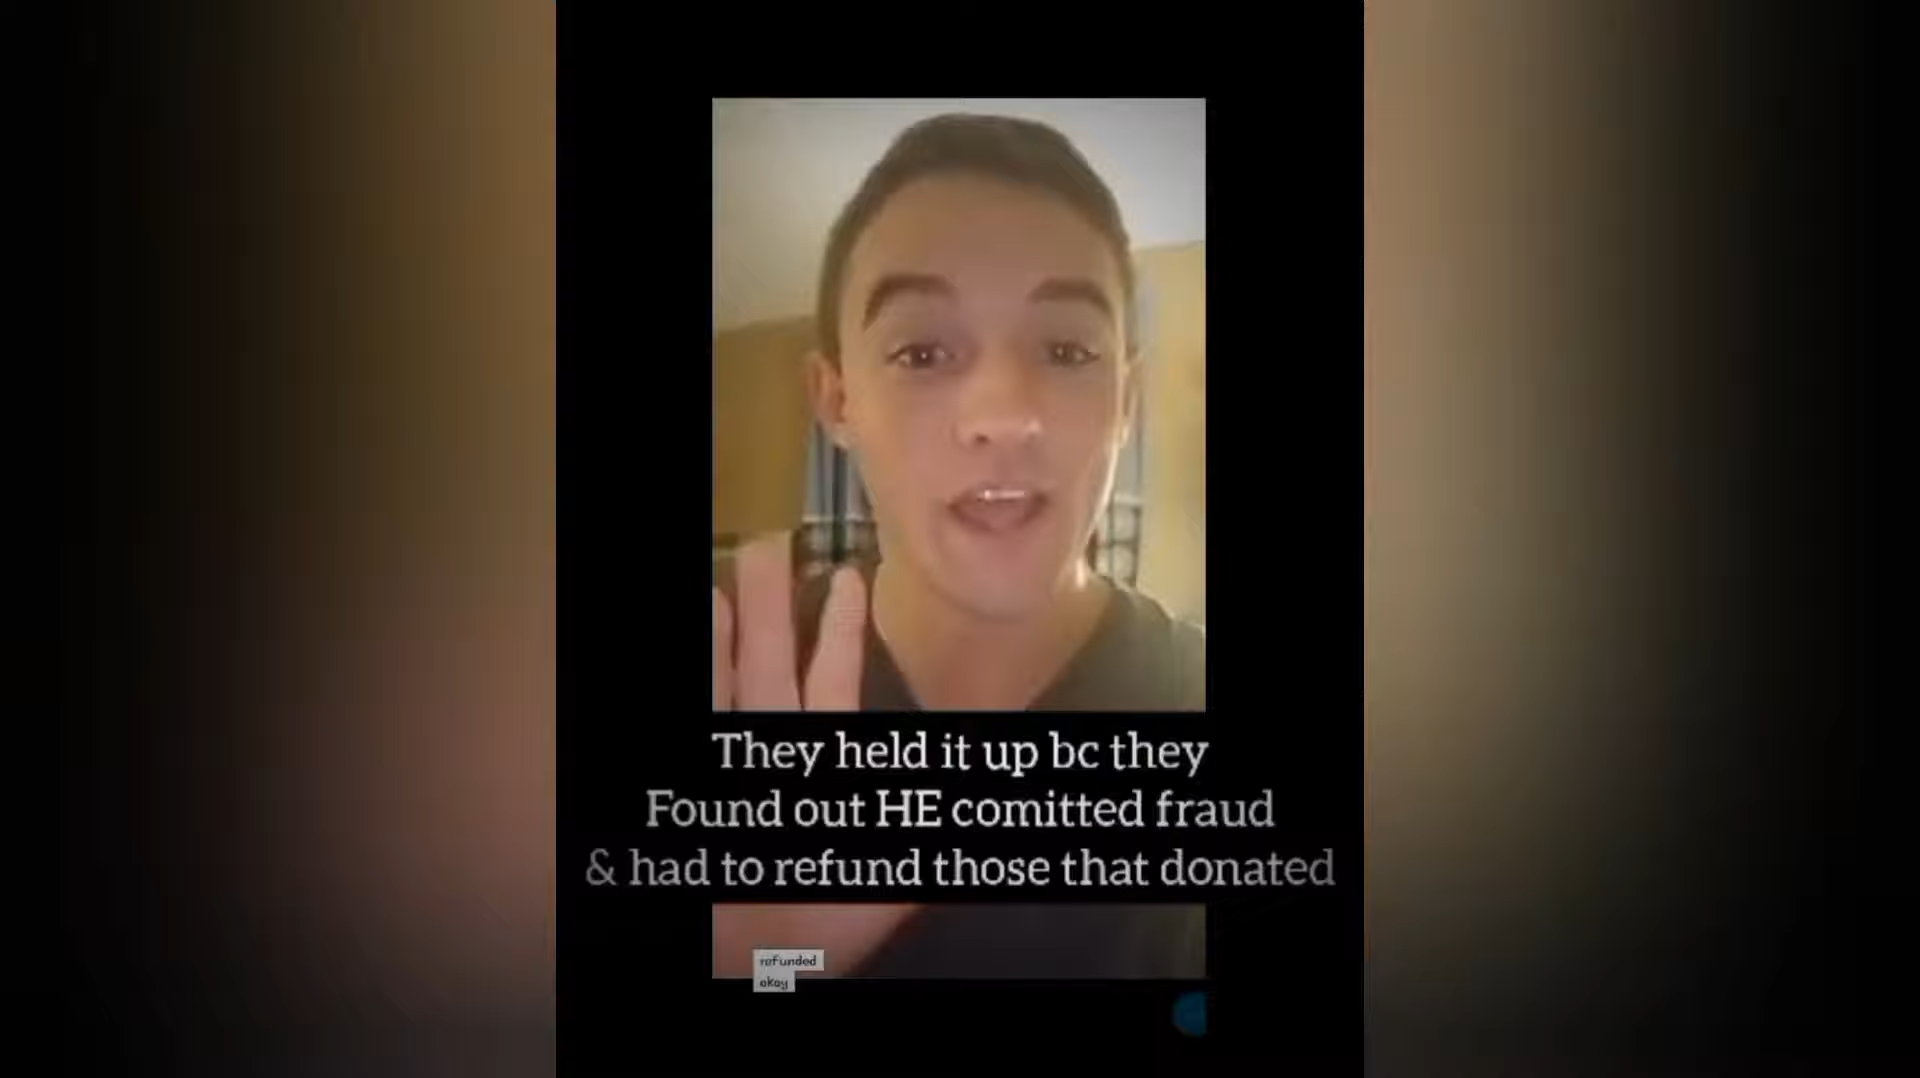 They held it up bc they
Found out HE comitted fraud
& had to refund those that donated
refunded
okay